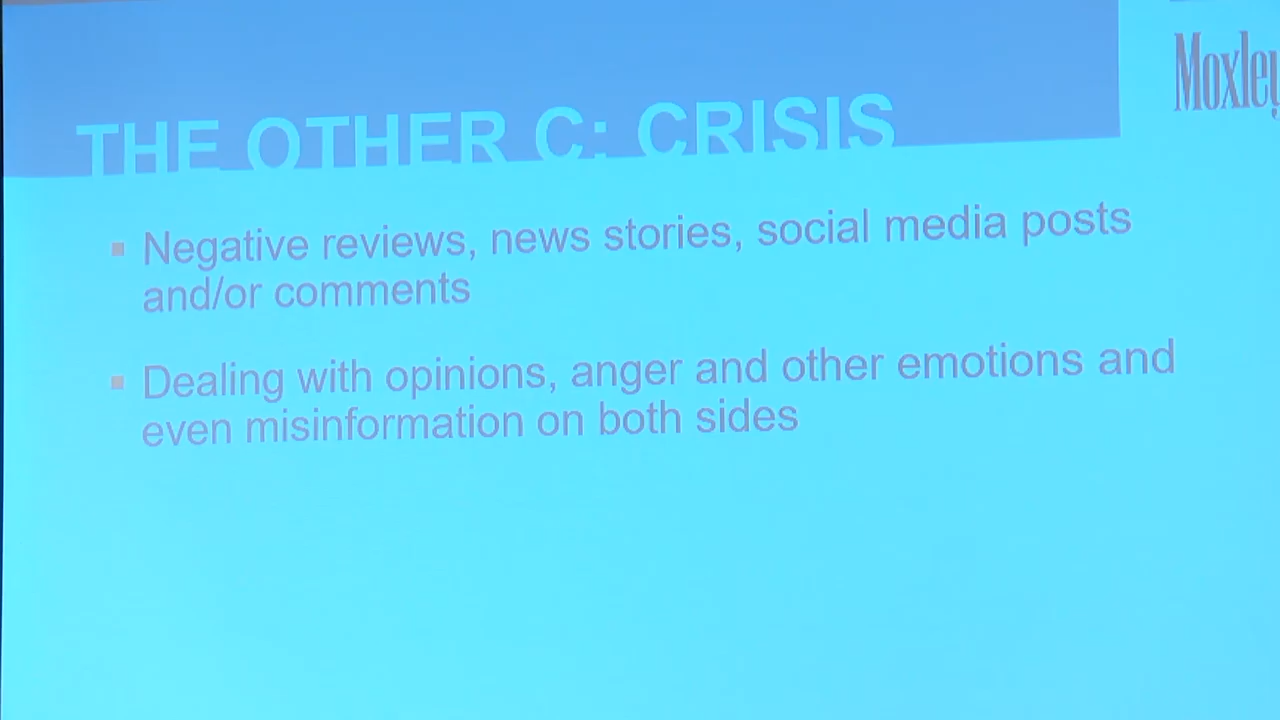 Moxley
THE OTHER C: CRISIS
Negative reviews, news stories, social media posts
and/or comments
Dealing with opinions, anger and other emotions and
even misinformation on both sides